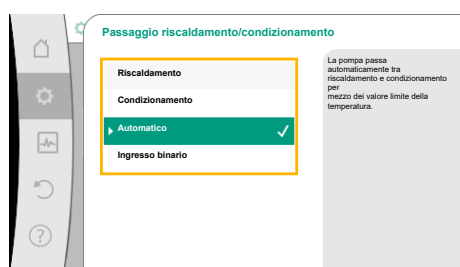 Passaggio riscaldamento/condizionamento
Riscaldamento
Condizionamento
Automatico
Ingresso binario
La pompa passa
automaticamente tra
riscaldamento e condizionamento
per
mezzo dei valore limite della
temperatura.